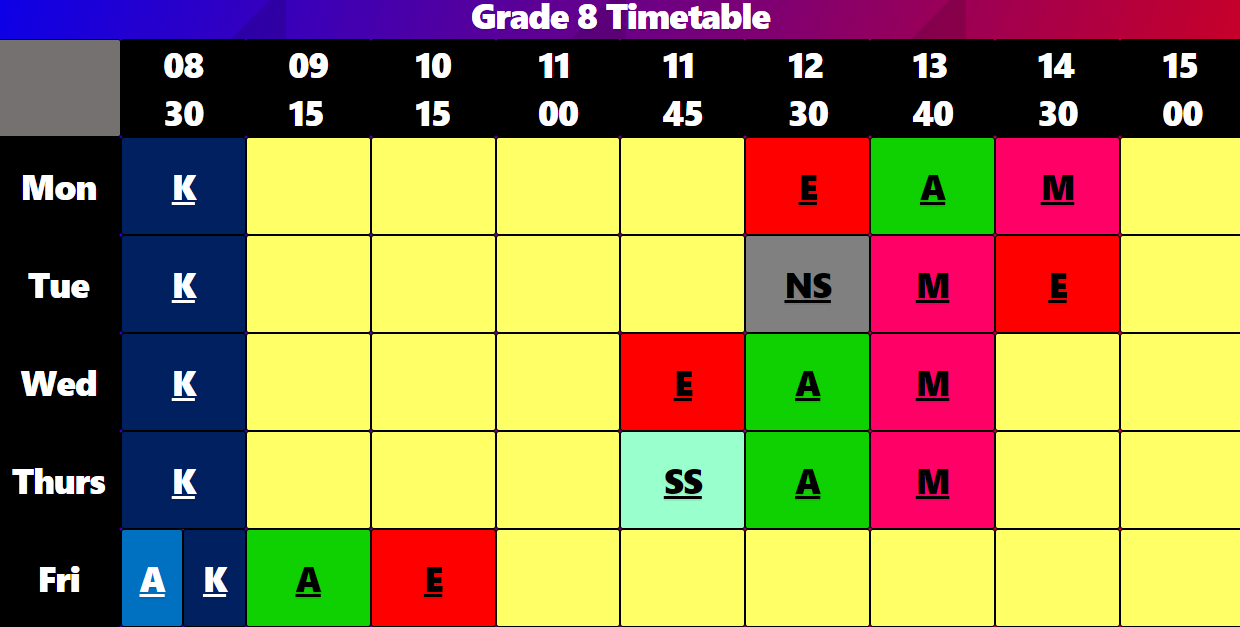 Grade 8 Timetable
08 09 10 11 11 12 13 14 15
30 15 15 00 45 30 40 30 00
Mon K E A M
Tue K NS M E
Wed K E A M
Thurs K SS A M
Fri A K A E